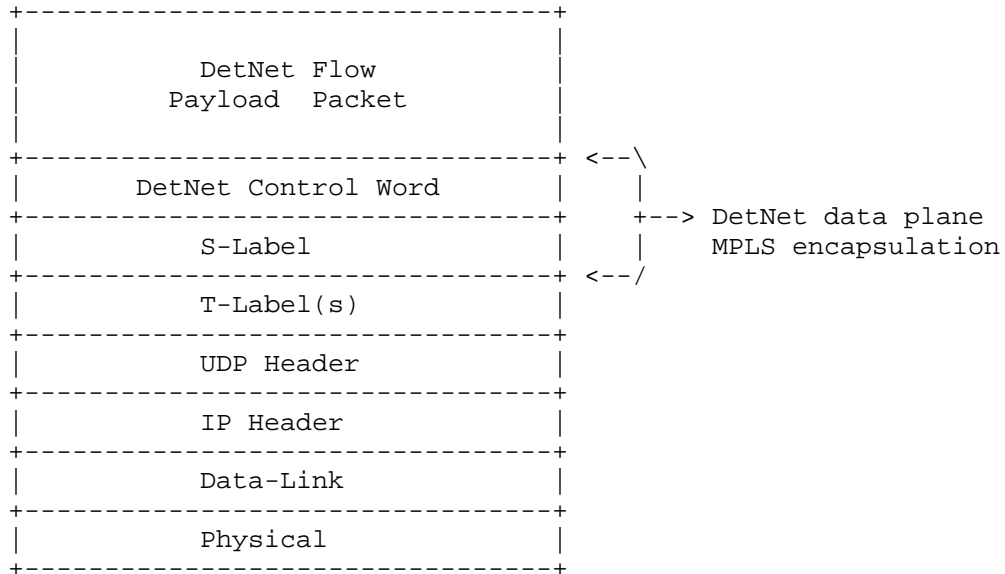 DetNet Flow
Payload Packet
<--\
DetNet Control Word
+--> DetNet data plane
S-Label
MPLS encapsulation
<--/
T-Label(s)
UDP Header
IP Header
Data-Link
Physical